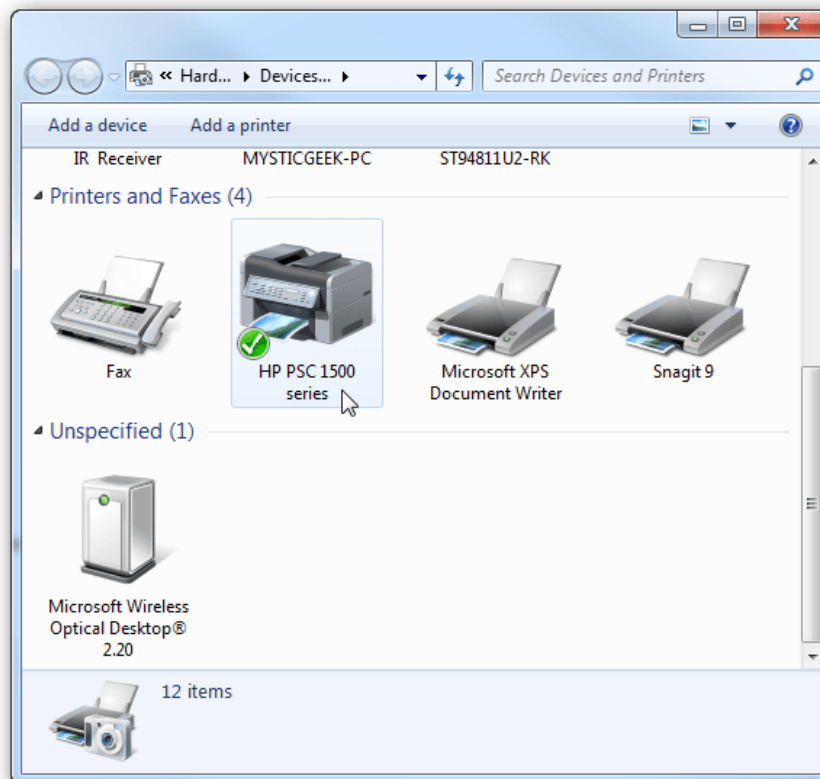 « Hard... Devices...
Search Devices and Printers
Add a device Add a printer
IR Receiver MYSTICGEEK-PC ST94811U2-RK
Printers and Faxes (4)
Fax
HP PSC 1500
series
Microsoft XPS
Document Writer
Snagit 9
Unspecified (1)
Microsoft Wireless
Optical Desktop®
2.20
12 items